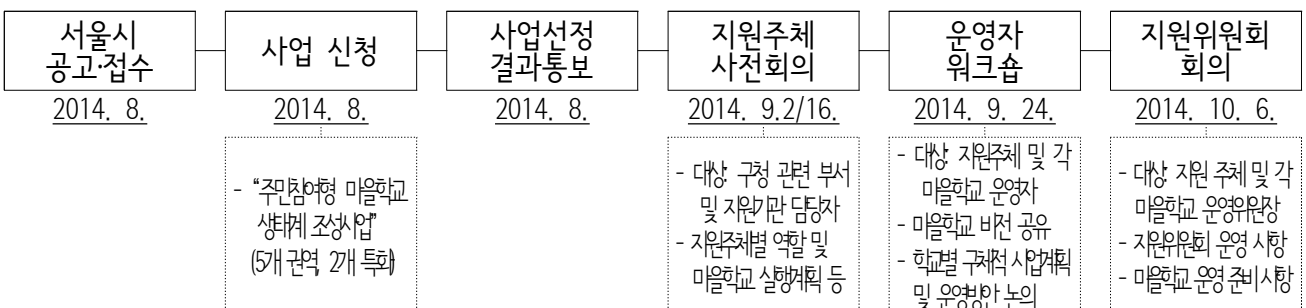 서울시
공고·접수
사업 신청
사업선정
결과통보
지원주체
사전회의
운영자
워크숍
지원위원회
회의
2014. 8.
2014. 8.
2014. 8.
2014. 9.2/16.
2014. 9. 24.
2014. 10. 6.
- “주민참여형 마을학교
생태계 조성사업”
(5개 권역, 2개 특화)
- 대상: 구청 관련 부서
및 지원기관 담당자
- 지원주체별 역할 및
마을학교 실행계획 등
- 대상: 지원주체 및 각
마을학교 운영자
- 마을학교 비전 공유
- 학교별 구체적 사업계획
및 운영방안 논의
- 대상: 지원 주체 및 각
마을학교 운영위원장
- 지원위원회 운영 사항
- 마을학교 운영 준비 사항